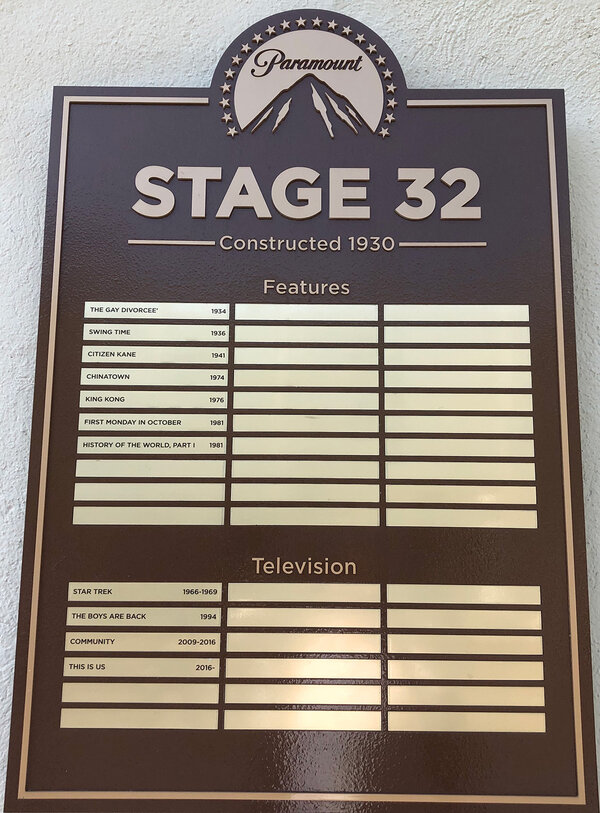 Paramount
STAGE 32
Constructed 1930
Features
THE GAY DIVORCEE' 1934
SWING TIME 1936
CITIZEN KANE 1941
CHINATOWN 1974
KING KONG 1976
FIRST MONDAY IN OCTOBER 1981
HISTORY OF THE WORLD, PART I 1981
Television
STAR TREK 1966-1969
THE BOYS ARE BACK 1994
COMMUNITY 2009-2016
THIS IS US 2016-